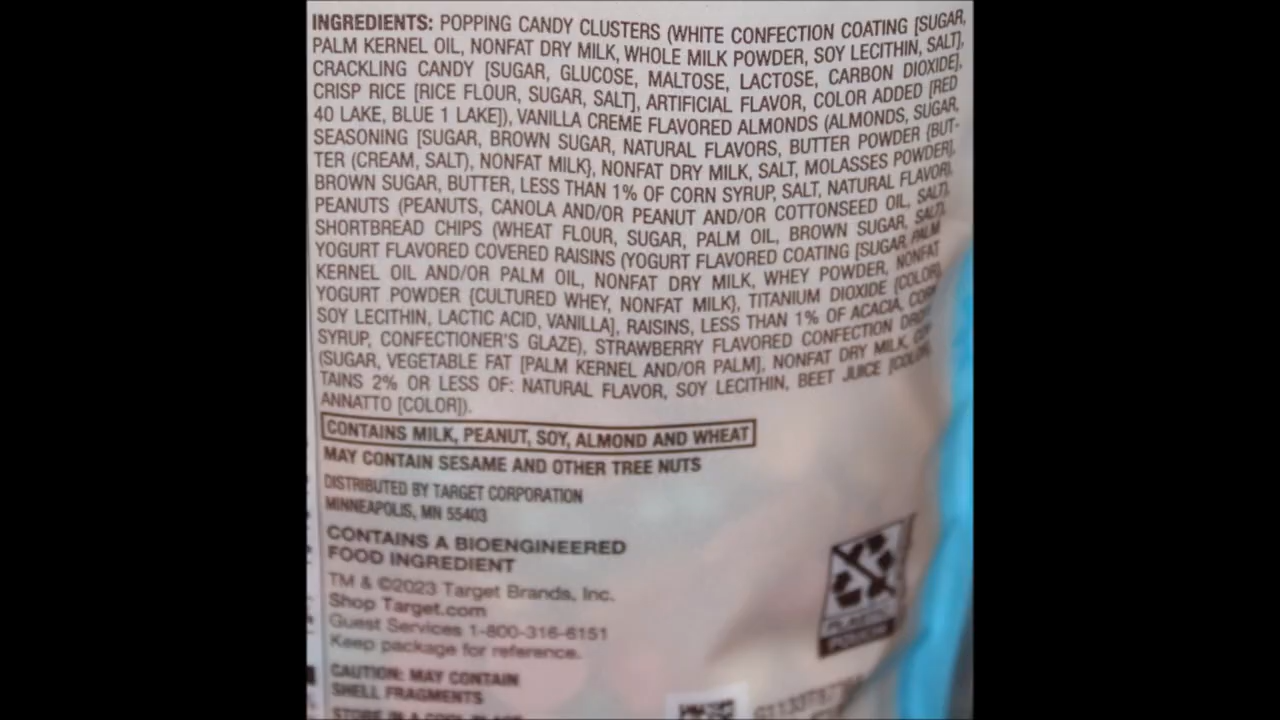 INGREDIENTS: POPPING CANDY CLUSTERS (WHITE CONFECTION COATING [SUGAR,
PALM KERNEL OIL, NONFAT DRY MILK, WHOLE MILK POWDER, SOY LECITHIN, SALT],
CRACKLING CANDY [SUGAR, GLUCOSE, MALTOSE, LACTOSE, CARBON DIOXIDE],
CRISP RICE [RICE FLOUR, SUGAR, SALT], ARTIFICIAL FLAVOR, COLOR ADDED [RED
40 LAKE, BLUE 1 LAKE]), VANILLA CREME FLAVORED ALMONDS (ALMONDS, SUGAR,
SEASONING [SUGAR, BROWN SUGAR, NATURAL FLAVORS, BUTTER POWDER {BUT-
TER (CREAM, SALT), NONFAT MILK}, NONFAT DRY MILK, SALT, MOLASSES POWDER],
BROWN SUGAR, BUTTER, LESS THAN 1% OF CORN SYRUP, SALT, NATURAL FLAVOR),
PEANUTS (PEANUTS, CANOLA AND/OR PEANUT AND/OR COTTONSEED OIL, SALT),
SHORTBREAD CHIPS (WHEAT FLOUR, SUGAR, PALM OIL, BROWN SUGAR, SALT),
YOGURT FLAVORED COVERED RAISINS (YOGURT FLAVORED COATING [SUGAR, PALM
KERNEL OIL AND/OR PALM OIL, NONFAT DRY MILK, WHEY POWDER, NONFAT
YOGURT POWDER {CULTURED WHEY, NONFAT MILK}, TITANIUM DIOXIDE {COLOR},
SOY LECITHIN, LACTIC ACID, VANILLA], RAISINS, LESS THAN 1% OF ACACIA, CORN
SYRUP, CONFECTIONER'S GLAZE), STRAWBERRY FLAVORED CONFECTION DROPS
(SUGAR, VEGETABLE FAT [PALM KERNEL AND/OR PALM], NONFAT DRY MILK, CON-
TAINS 2% OR LESS OF: NATURAL FLAVOR, SOY LECITHIN, BEET JUICE [COLOR],
ANNATTO [COLOR]).
CONTAINS MILK, PEANUT, SOY, ALMOND AND WHEAT
MAY CONTAIN SESAME AND OTHER TREE NUTS
DISTRIBUTED BY TARGET CORPORATION
MINNEAPOLIS, MN 55403
CONTAINS A BIOENGINEERED
FOOD INGREDIENT
TM & ©2023 Target Brands, Inc.
Shop Target.com
Guest Services 1-800-316-6151
Keep package for reference.
PLASTIC
POUCH
CAUTION: MAY CONTAIN
SHELL FRAGMENTS
STORE IN A COOL